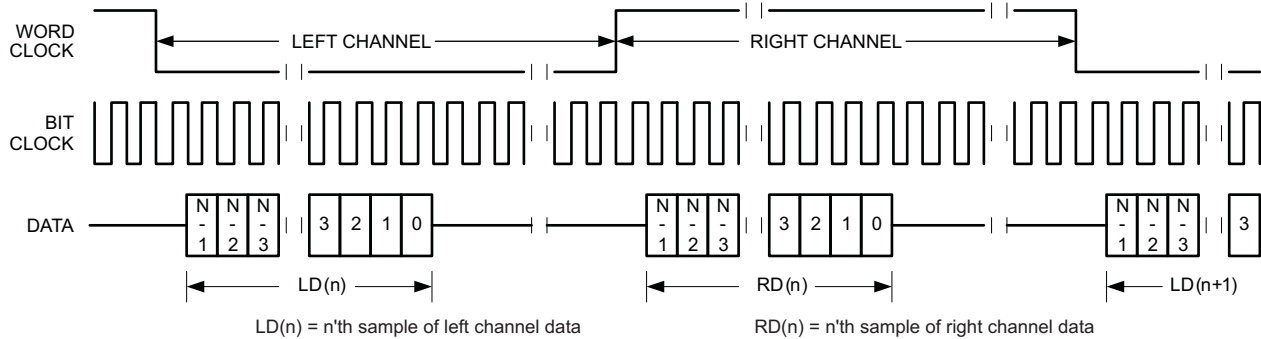 WORD
CLOCK
LEFT CHANNEL
RIGHT CHANNEL
BIT
CLOCK
DATA
N-1 N-2 N-3 3 2 1 0 N-1 N-2 N-3 3 2 1 0 N-1 N-2 N-3 3
LD(n) RD(n) LD(n+1)
LD(n) = n'th sample of left channel data
RD(n) = n'th sample of right channel data